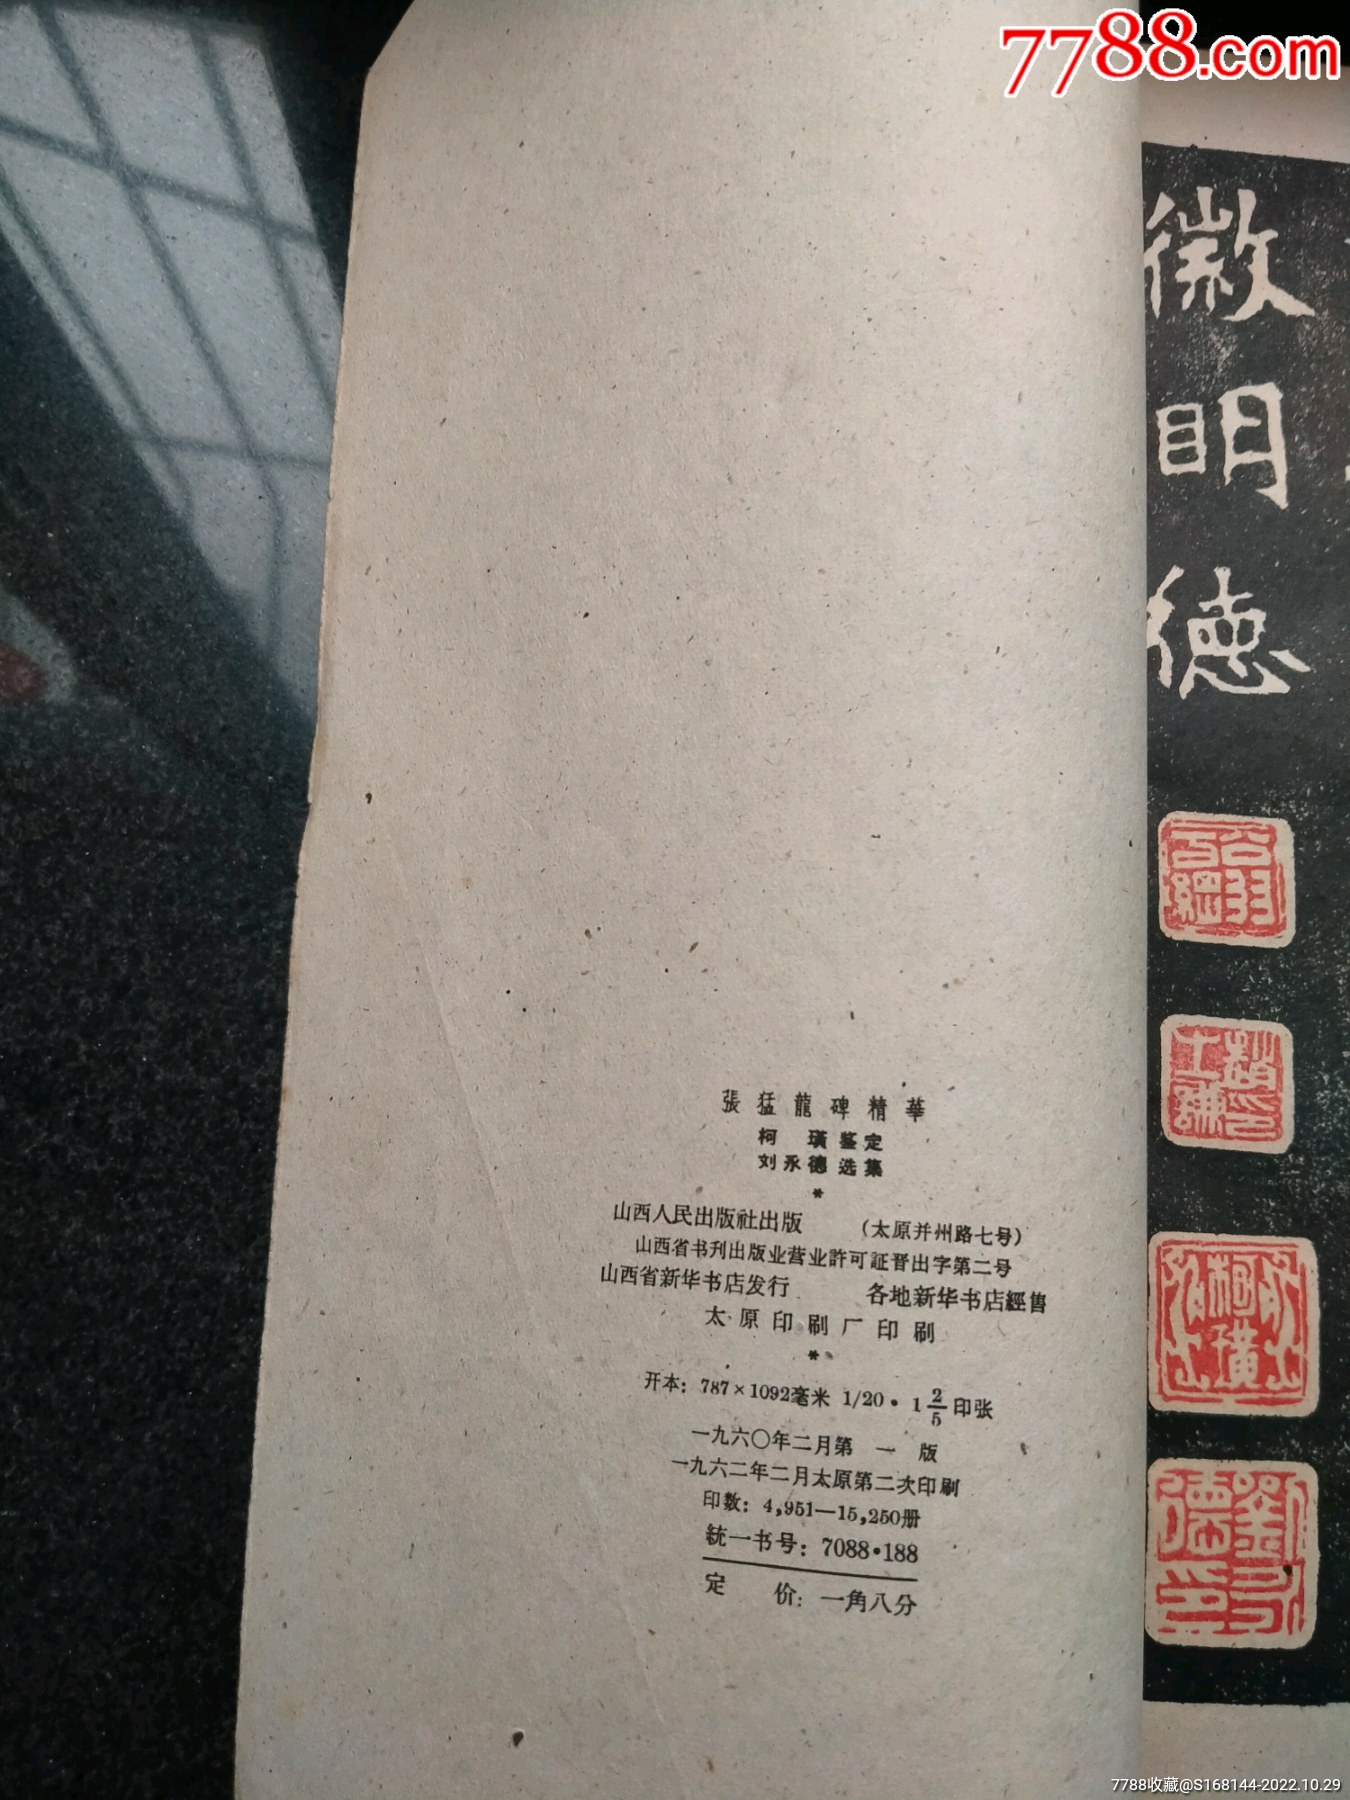 7788.com
張猛龍碑精華
柯 璜鉴定
刘永德选集
*
山西人民出版社出版 (太原并州路七号)
山西省书刊出版业营业許可証晋出字第二号
山西省新华书店发行 各地新华书店經售
太原印刷厂印刷
*
开本：787×1092毫米 1/20·1 2/5印张
一九六〇年二月第 一 版
一九六二年二月太原第二次印刷
印数：4,951—15,250册
統一书号：7088·188
定 价：一角八分
徽
明
德
柯璜
7788收藏@S168144-2022.10.29